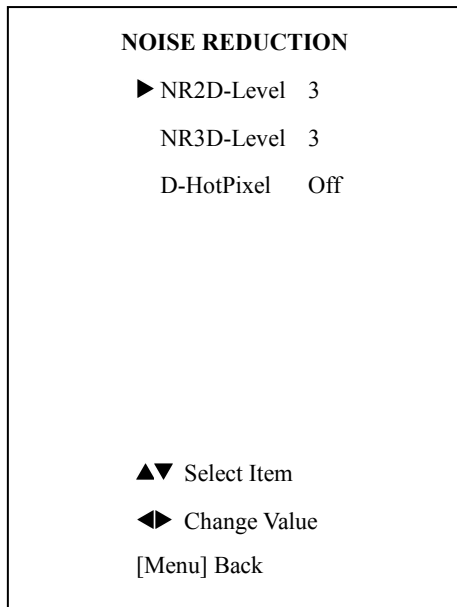 NOISE REDUCTION
▶ NR2D-Level 3
NR3D-Level 3
D-HotPixel Off
▲▼ Select Item
◀▶ Change Value
[Menu] Back